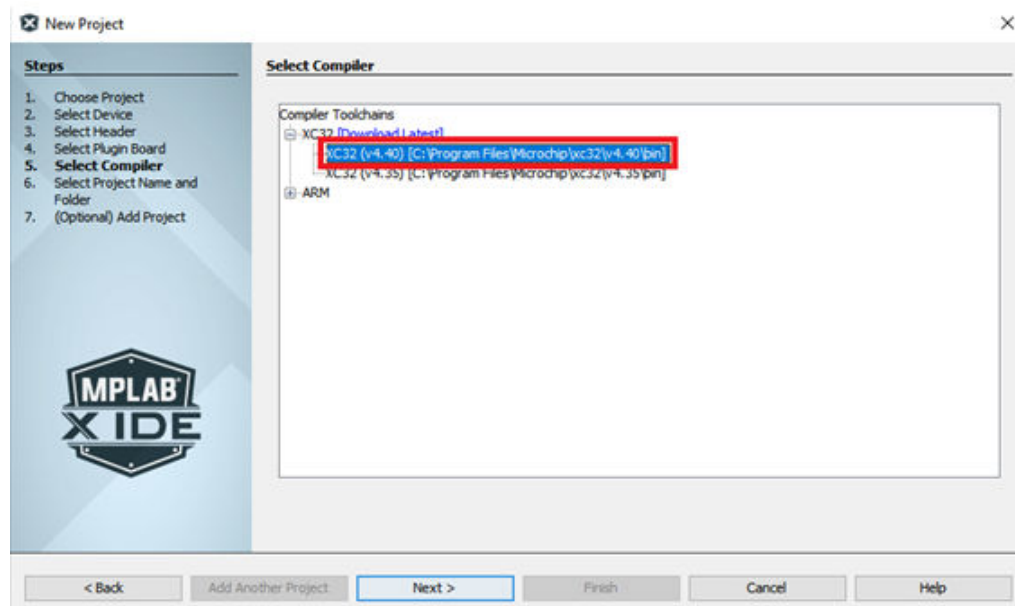 New Project
Steps
1. Choose Project
2. Select Device
3. Select Header
4. Select Plugin Board
5. Select Compiler
6. Select Project Name and
Folder
7. (Optional) Add Project
MPLAB
X IDE
Select Compiler
Compiler Toolchains
XC32 [Download Latest]
XC32 (v4.40) [C:\Program Files\Microchip\xc32\v4.40\bin]
XC32 (v4.35) [C:\Program Files\Microchip\xc32\v4.35\bin]
ARM
< Back
Add Another Project
Next >
Finish
Cancel
Help